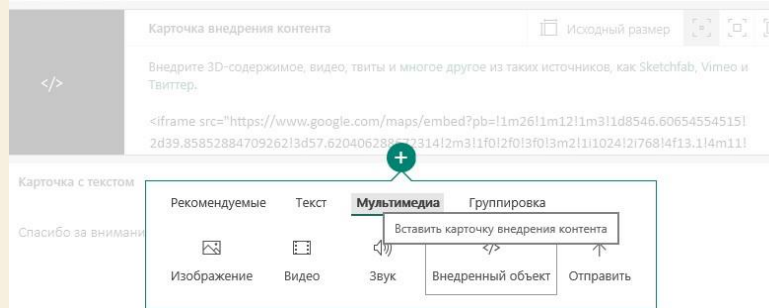 Карточка внедрения контента
Исходный размер
</>
Внедрите 3D-содержимое, видео, твиты и многое другое из таких источников, как Sketchfab, Vimeo и
Твиттер.
<iframe src="https://www.google.com/maps/embed?pb=!1m26!1m12!1m3!1d8546.60654554515!
2d39.85852884709262!3d57.620406288672314!2m3!1f0!2f0!3f0!3m2!1i1024!2i768!4f13.1!4m11!
Карточка с текстом
Спасибо за внимани
Рекомендуемые Текст Мультимедиа Группировка
Вставить карточку внедрения контента
</>
Изображение Видео Звук Внедренный объект Отправить